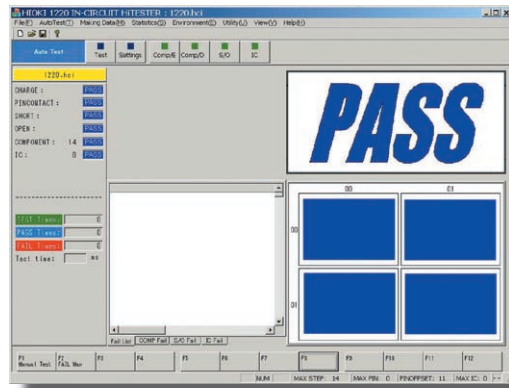 HIOKI 1220 IN-CIRCUIT HiTESTER : 1220.hci
File(F) AutoTest(T) Making Data(M) Statistics(S) Environment(E) Utility(U) View(V) Help(H)
Auto Test
Test Settings Comp/E Comp/D S/O IC
1220.hci
CHARGE : PASS
PINCONTACT : PASS
SHORT : PASS
OPEN : PASS
COMPONENT : 14 PASS
IC : 0 PASS
PASS
00 01
00
01
TEST Times: 0
PASS Times: 0
FAIL Times: 0
Tact time: ms
Fail List COMP Fail S/O Fail IC Fail
F1 F2 F3 F4 F5 F6 F7 F8 F9 F10 F11 F12
Manual Test FAIL Max
NUM MAX STEP: 14 MAX PIN: 0 PINOFFSET: 11 MAX IC: 0 --